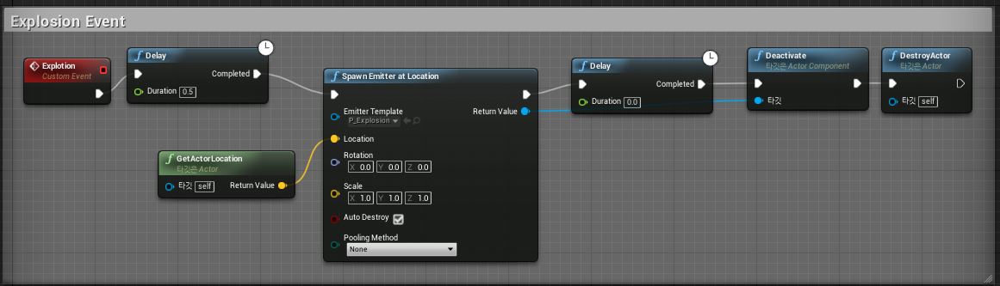 Explosion Event
Explotion
Custom Event
Delay
Completed
Duration 0.5
GetActorLocation
타깃은 Actor
타깃 self Return Value
Spawn Emitter at Location
Emitter Template Return Value
P_Explosion
Location
Rotation
X 0.0 Y 0.0 Z 0.0
Scale
X 1.0 Y 1.0 Z 1.0
Auto Destroy
Pooling Method
None
Delay
Completed
Duration 0.0
Deactivate
타깃은 Actor Component
타깃
DestroyActor
타깃은 Actor
타깃 self